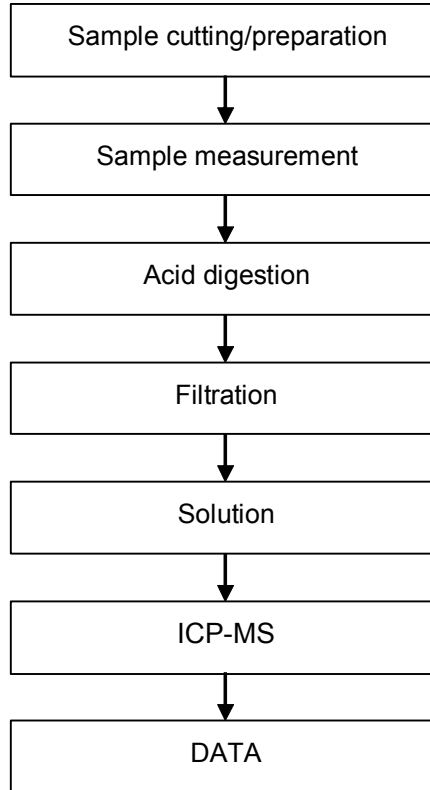 Sample cutting/preparation
Sample measurement
Acid digestion
Filtration
Solution
ICP-MS
DATA